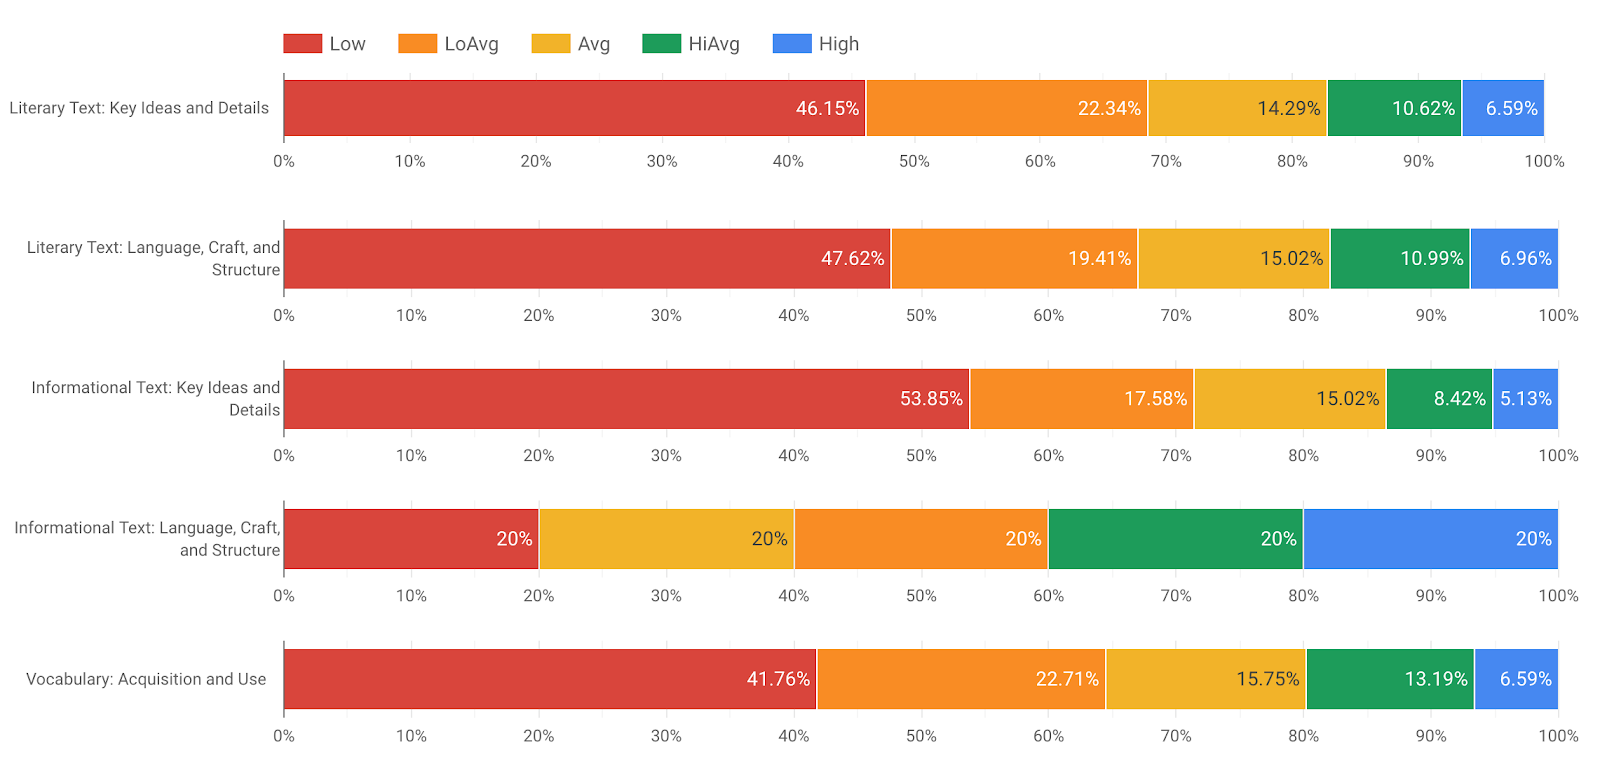 Low LoAvg Avg HiAvg High
Literary Text: Key Ideas and Details
46.15% 22.34% 14.29% 10.62% 6.59%
0% 10% 20% 30% 40% 50% 60% 70% 80% 90% 100%
Literary Text: Language, Craft, and
Structure
47.62% 19.41% 15.02% 10.99% 6.96%
0% 10% 20% 30% 40% 50% 60% 70% 80% 90% 100%
Informational Text: Key Ideas and
Details
53.85% 17.58% 15.02% 8.42% 5.13%
0% 10% 20% 30% 40% 50% 60% 70% 80% 90% 100%
Informational Text: Language, Craft,
and Structure
20% 20% 20% 20% 20%
0% 10% 20% 30% 40% 50% 60% 70% 80% 90% 100%
Vocabulary: Acquisition and Use
41.76% 22.71% 15.75% 13.19% 6.59%
0% 10% 20% 30% 40% 50% 60% 70% 80% 90% 100%